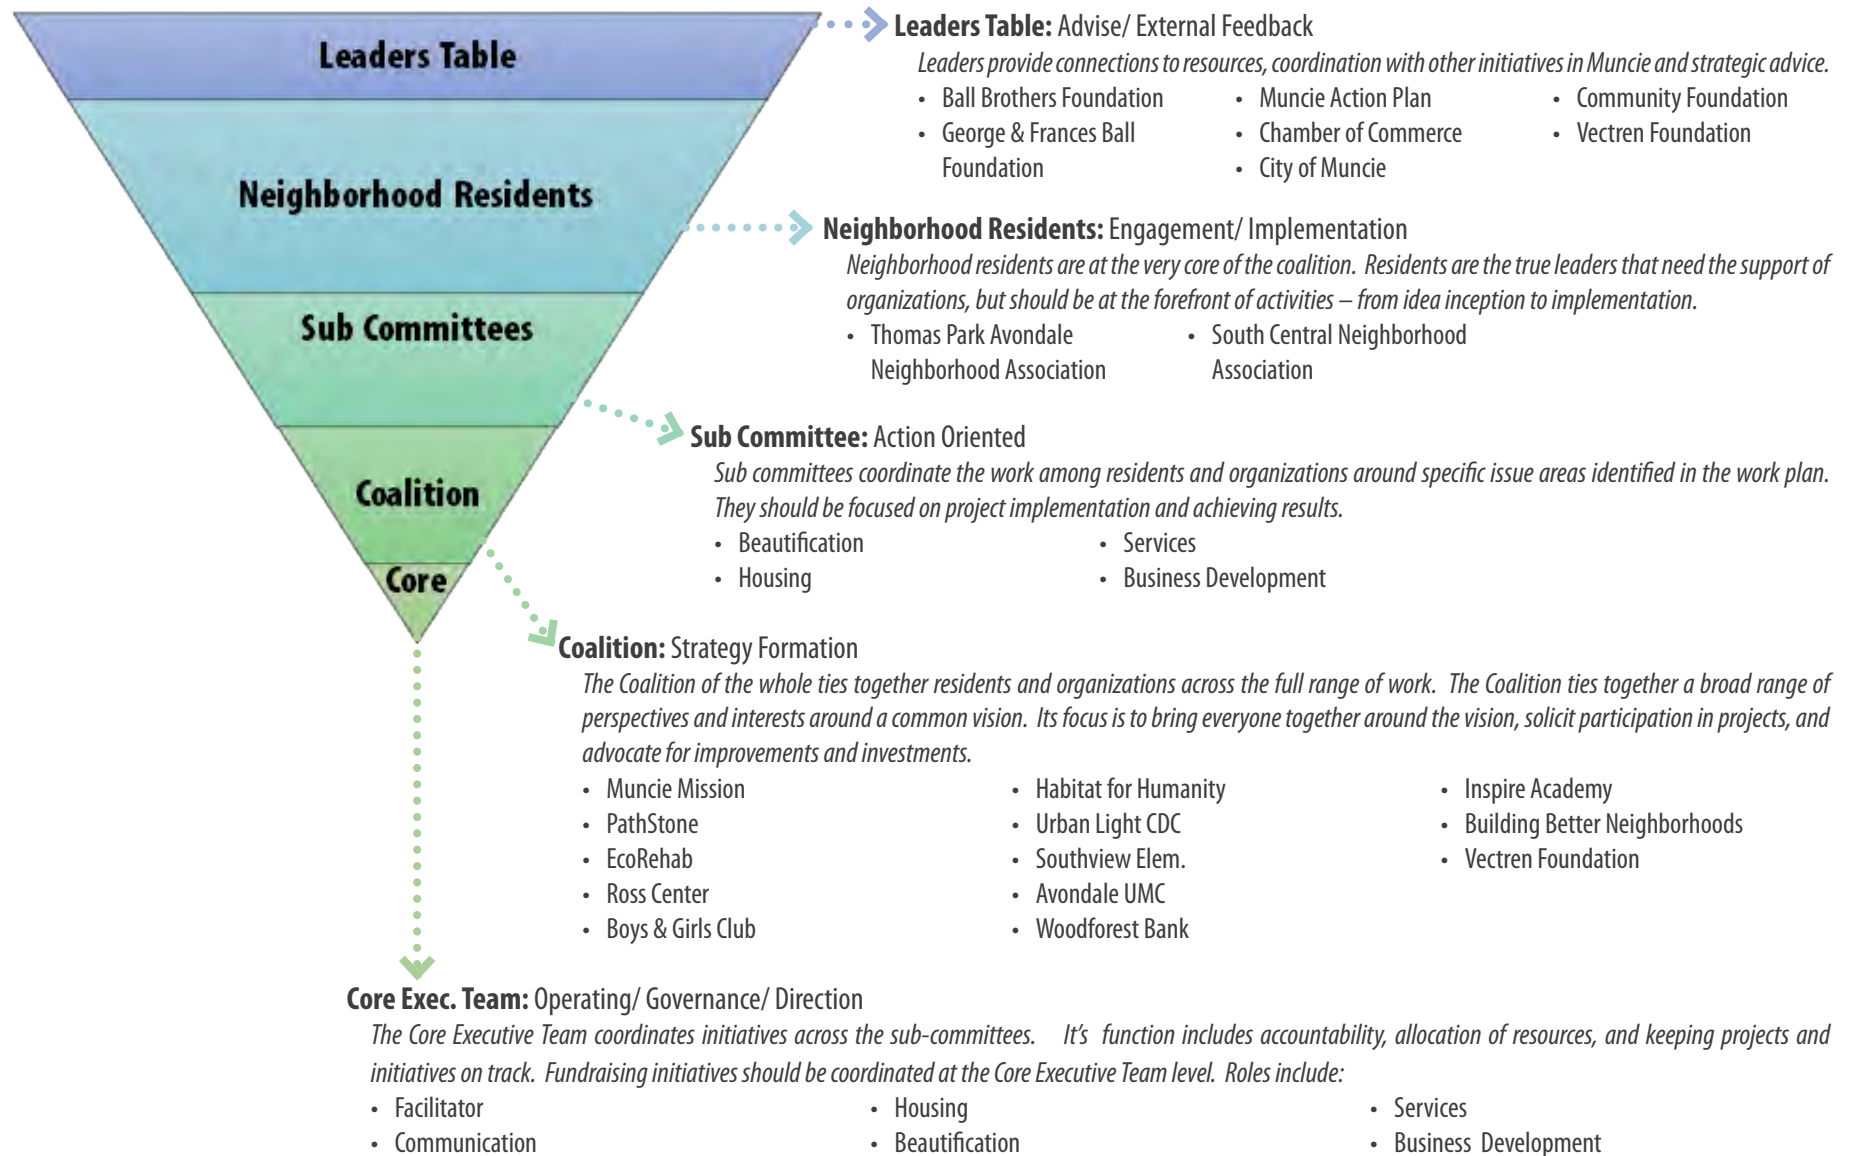 Leaders Table
Neighborhood Residents
Sub Committees
Coalition
Core
Leaders Table: Advise/ External Feedback
Leaders provide connections to resources, coordination with other initiatives in Muncie and strategic advice.
• Ball Brothers Foundation
• George & Frances Ball
Foundation
• Muncie Action Plan
• Chamber of Commerce
• City of Muncie
• Community Foundation
• Vectren Foundation
Neighborhood Residents: Engagement/ Implementation
Neighborhood residents are at the very core of the coalition. Residents are the true leaders that need the support of
organizations, but should be at the forefront of activities – from idea inception to implementation.
• Thomas Park Avondale
Neighborhood Association
• South Central Neighborhood
Association
Sub Committee: Action Oriented
Sub committees coordinate the work among residents and organizations around specific issue areas identified in the work plan.
They should be focused on project implementation and achieving results.
• Beautification
• Housing
• Services
• Business Development
Coalition: Strategy Formation
The Coalition of the whole ties together residents and organizations across the full range of work. The Coalition ties together a broad range of
perspectives and interests around a common vision. Its focus is to bring everyone together around the vision, solicit participation in projects, and
advocate for improvements and investments.
• Muncie Mission
• PathStone
• EcoRehab
• Ross Center
• Boys & Girls Club
• Habitat for Humanity
• Urban Light CDC
• Southview Elem.
• Avondale UMC
• Woodforest Bank
• Inspire Academy
• Building Better Neighborhoods
• Vectren Foundation
Core Exec. Team: Operating/ Governance/ Direction
The Core Executive Team coordinates initiatives across the sub-committees. It's function includes accountability, allocation of resources, and keeping projects and
initiatives on track. Fundraising initiatives should be coordinated at the Core Executive Team level. Roles include:
• Facilitator
• Communication
• Housing
• Beautification
• Services
• Business Development